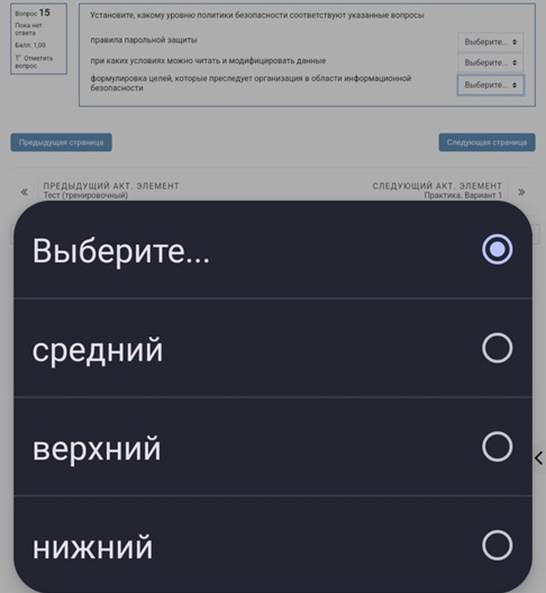 Вопрос 15
Пока нет
ответа
Балл: 1,00
Отметить
вопрос
Установите, какому уровню политики безопасности соответствуют указанные вопросы
правила парольной защиты
Выберите...
при каких условиях можно читать и модифицировать данные
Выберите...
формулировка целей, которые преследует организация в области информационной
безопасности
Выберите...
Предыдущая страница
Следующая страница
ПРЕДЫДУЩИЙ АКТ. ЭЛЕМЕНТ
Тест (тренировочный)
СЛЕДУЮЩИЙ АКТ. ЭЛЕМЕНТ
Практика. Вариант 1
Выберите...
средний
верхний
нижний